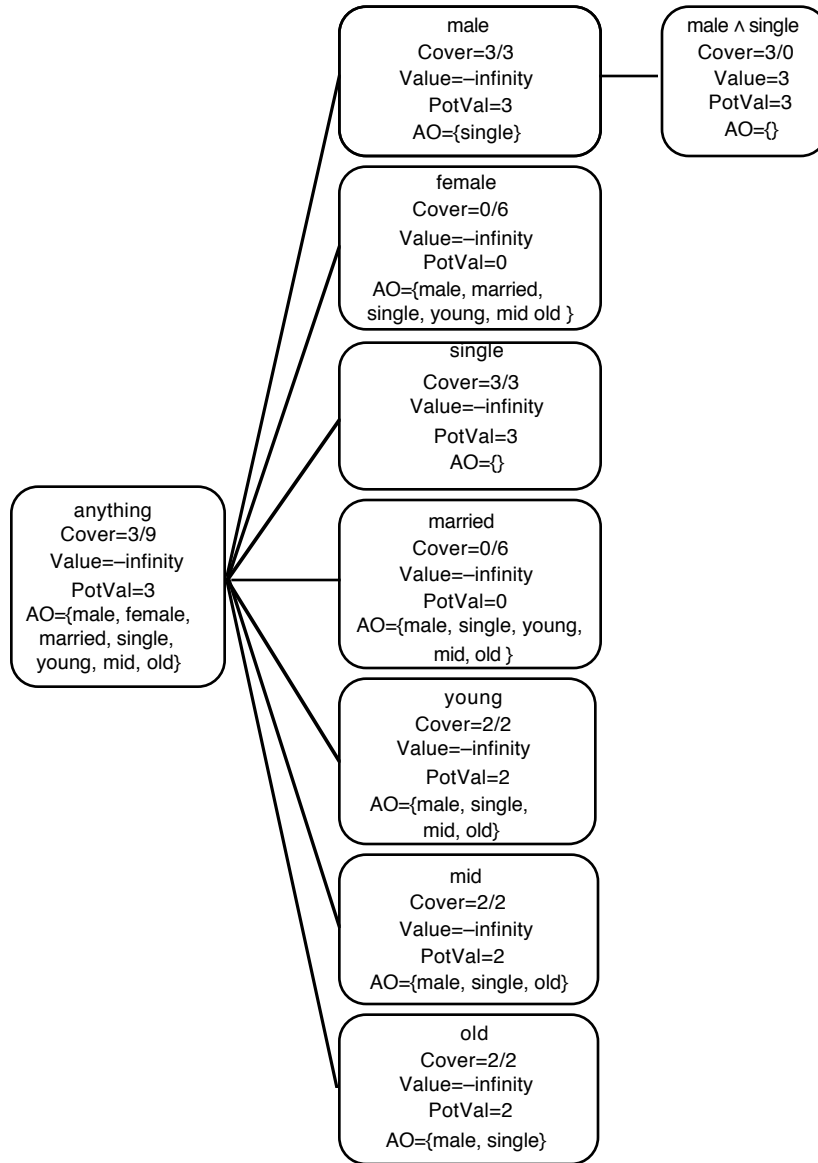 male
Cover=3/3
Value=–infinity
PotVal=3
AO={single}
male ∧ single
Cover=3/0
Value=3
PotVal=3
AO={}
female
Cover=0/6
Value=–infinity
PotVal=0
AO={male, married,
single, young, mid old }
single
Cover=3/3
Value=–infinity
PotVal=3
AO={}
anything
Cover=3/9
Value=–infinity
PotVal=3
AO={male, female,
married, single,
young, mid, old}
married
Cover=0/6
Value=–infinity
PotVal=0
AO={male, single, young,
mid, old }
young
Cover=2/2
Value=–infinity
PotVal=2
AO={male, single,
mid, old}
mid
Cover=2/2
Value=–infinity
PotVal=2
AO={male, single, old}
old
Cover=2/2
Value=–infinity
PotVal=2
AO={male, single}